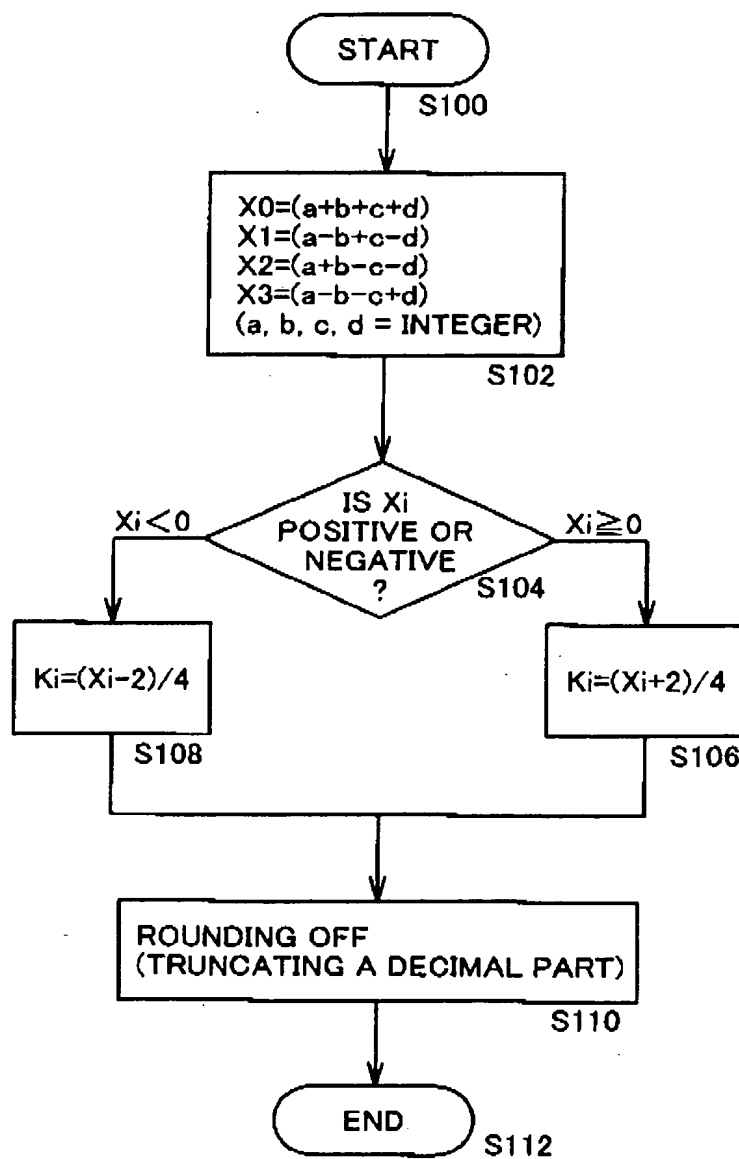 START
S100
X0=(a+b+c+d)
X1=(a-b+c-d)
X2=(a+b-c-d)
X3=(a-b-c+d)
(a, b, c, d = INTEGER)
S102
IS Xi
POSITIVE OR
NEGATIVE
?
S104
Xi<0
Xi≧0
Ki=(Xi-2)/4
S108
Ki=(Xi+2)/4
S106
ROUNDING OFF
(TRUNCATING A DECIMAL PART)
S110
END
S112